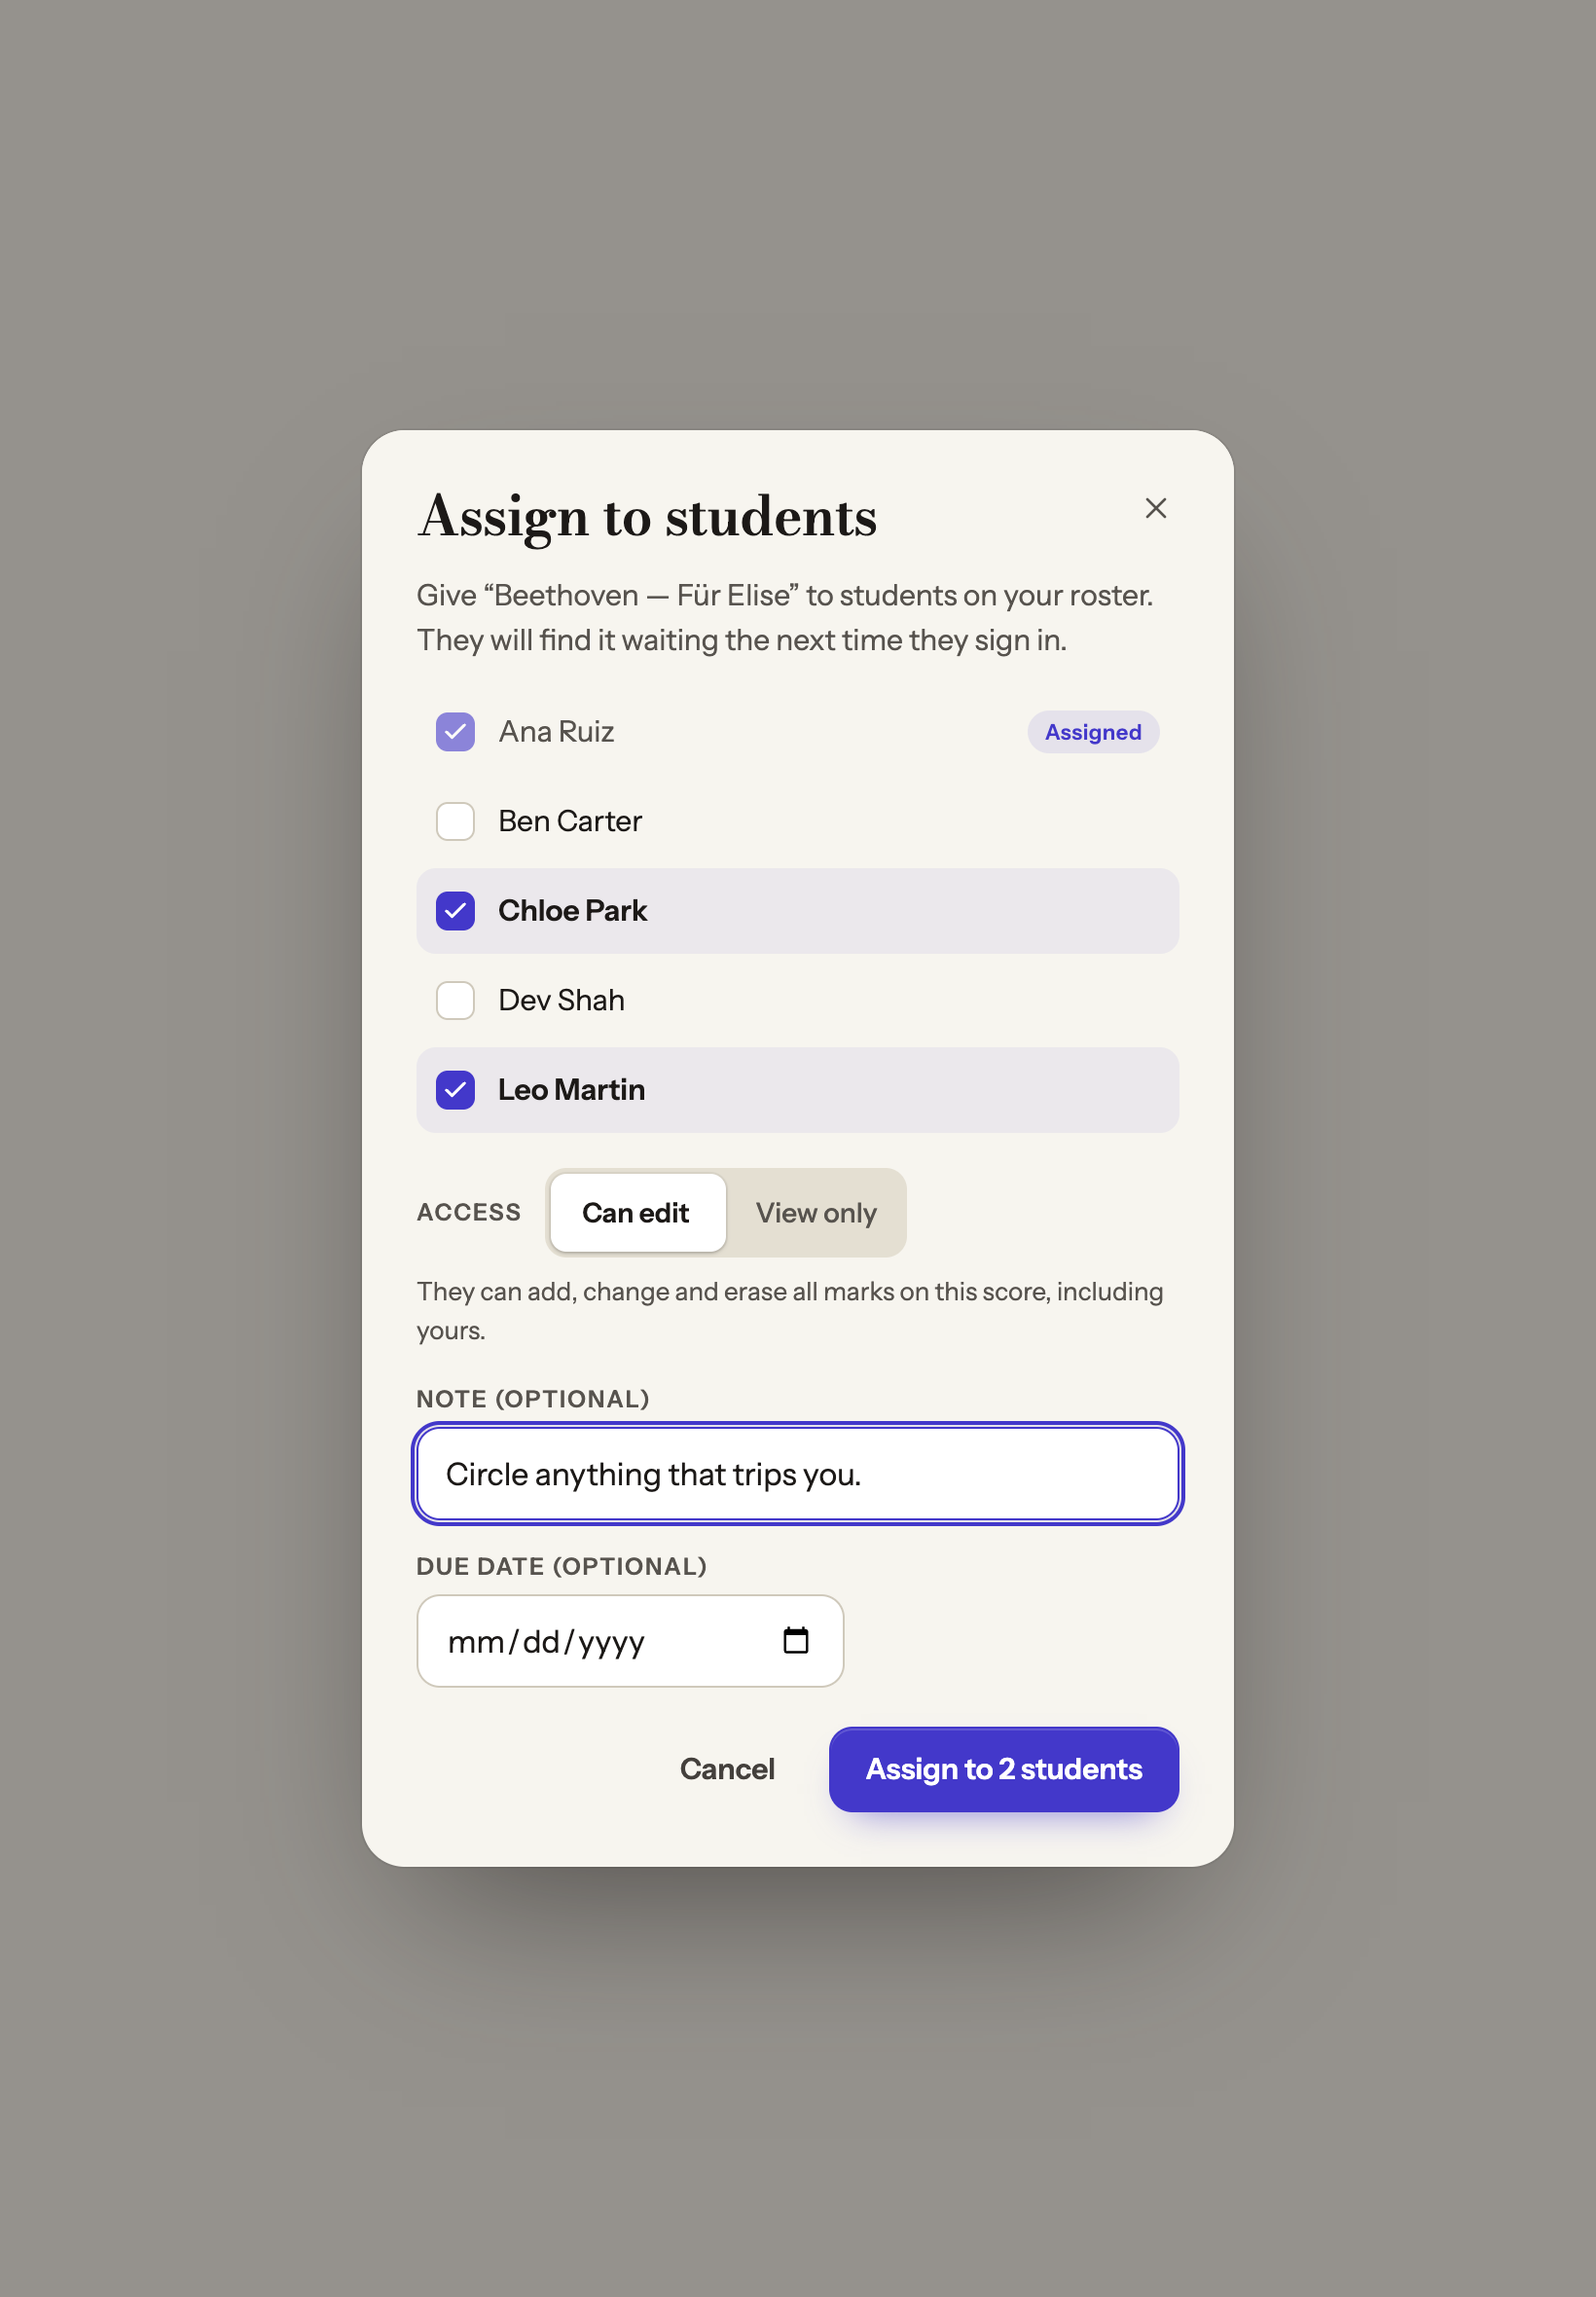 Assign to students
Give “Beethoven — Für Elise” to students on your roster.
They will find it waiting the next time they sign in.
Ana Ruiz
Assigned
Ben Carter
Chloe Park
Dev Shah
Leo Martin
ACCESS
Can edit
View only
They can add, change and erase all marks on this score, including
yours.
NOTE (OPTIONAL)
Circle anything that trips you.
DUE DATE (OPTIONAL)
mm/dd/yyyy
Cancel
Assign to 2 students